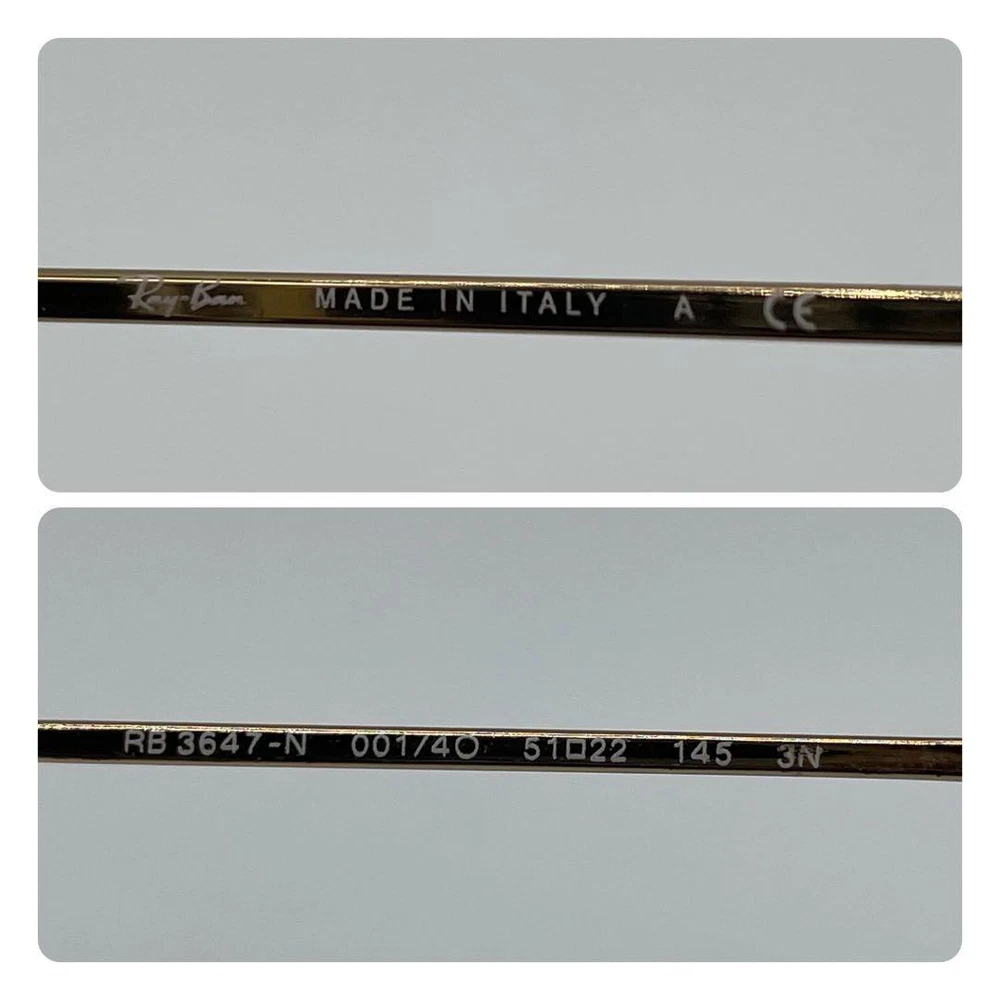 Ray-Ban MADE IN ITALY A CE
RB 3647-N 001/4O 51□22 145 3N